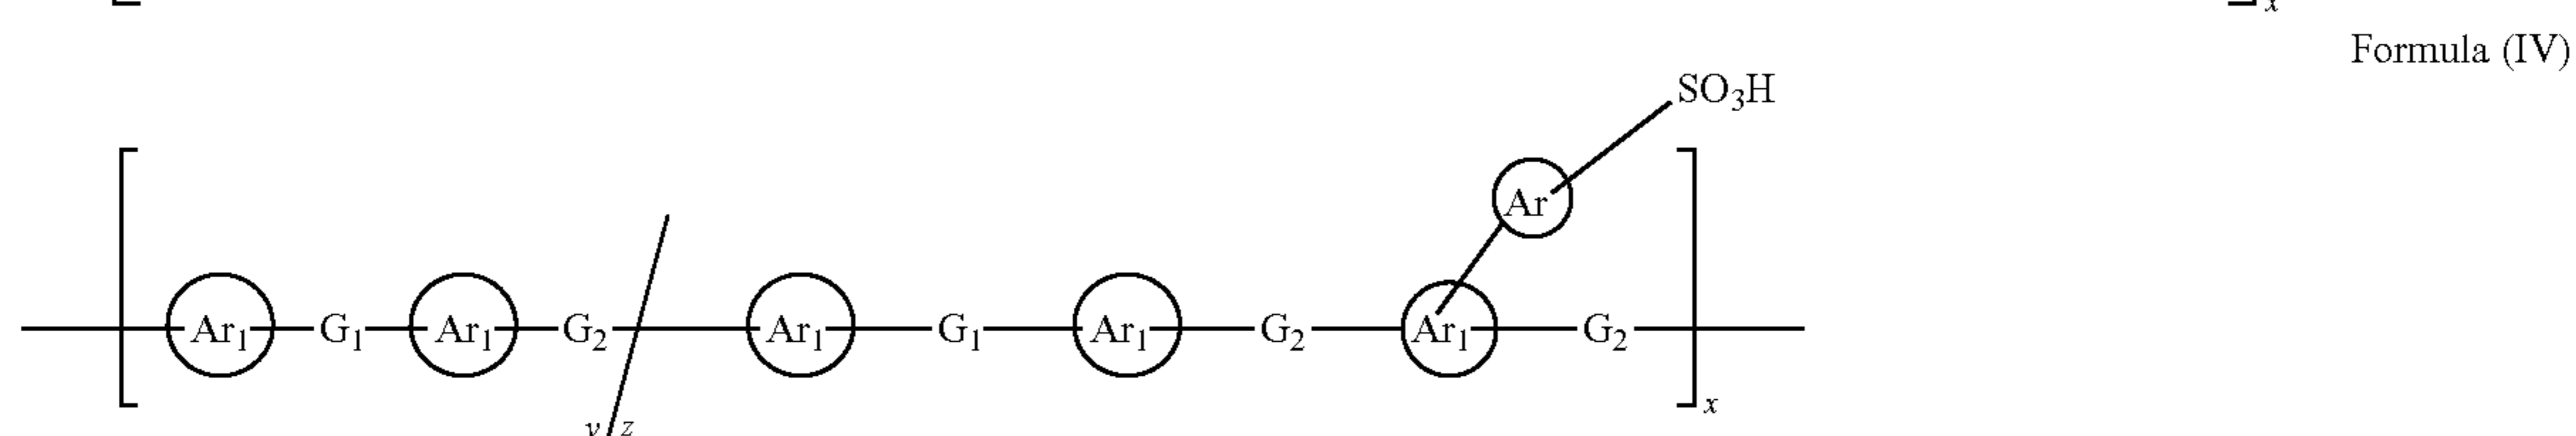 x
Formula (IV)
SO₃H
Ar
Ar₁ G₁ Ar₁ G₂ Ar₁ G₁ Ar₁ G₂ Ar₁ G₂
x
y/z